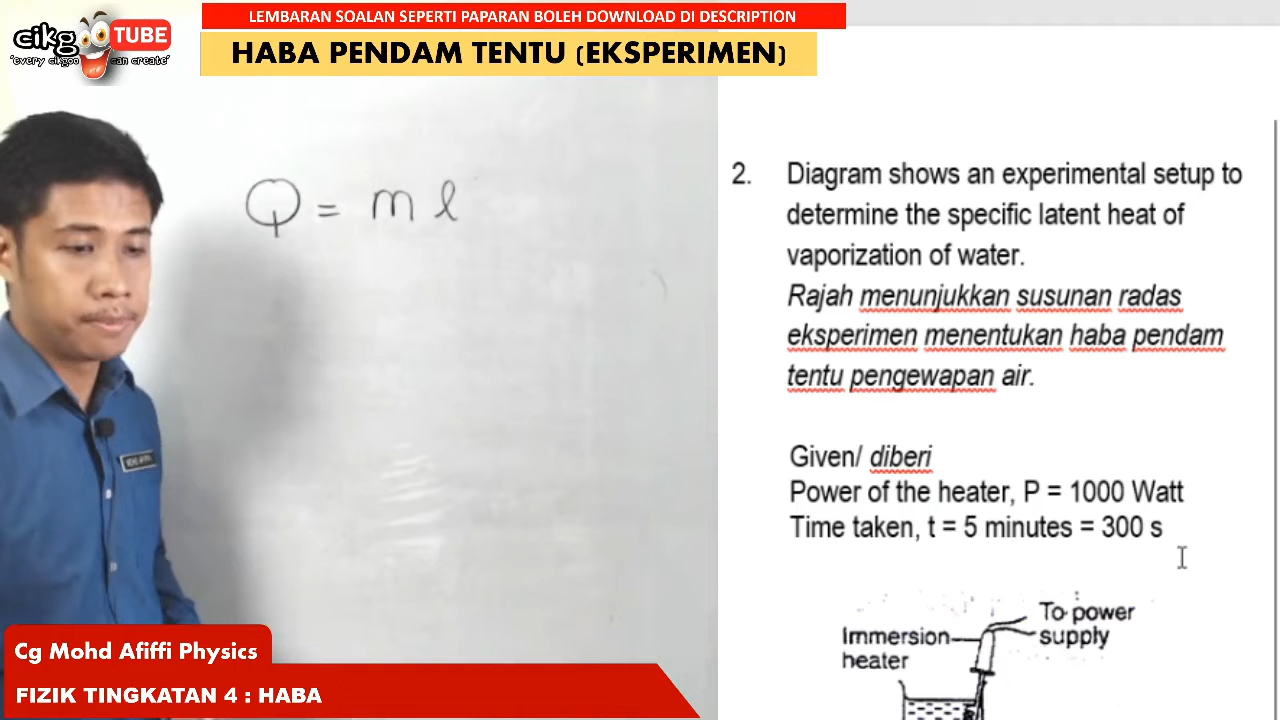 LEMBARAN SOALAN SEPERTI PAPARAN BOLEH DOWNLOAD DI DESCRIPTION
cikgooTUBE
'every cikgoo can create'
HABA PENDAM TENTU (EKSPERIMEN)
Q = m ℓ
2. Diagram shows an experimental setup to
determine the specific latent heat of
vaporization of water.
Rajah menunjukkan susunan radas
eksperimen menentukan haba pendam
tentu pengewapan air.
Given/ diberi
Power of the heater, P = 1000 Watt
Time taken, t = 5 minutes = 300 s
To power
supply
Immersion
heater
Cg Mohd Afiffi Physics
FIZIK TINGKATAN 4 : HABA